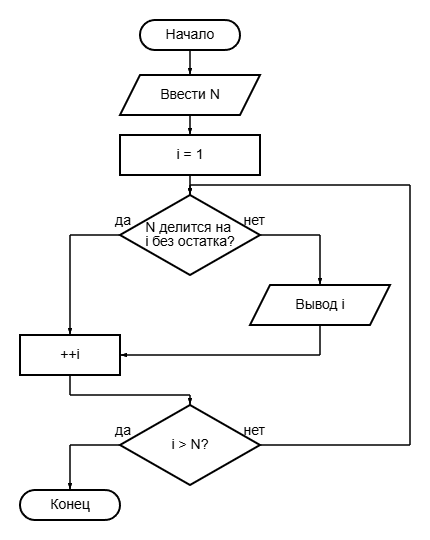 Начало
Ввести N
i = 1
да
нет
N делится на
i без остатка?
Вывод i
++i
да
нет
i > N?
Конец